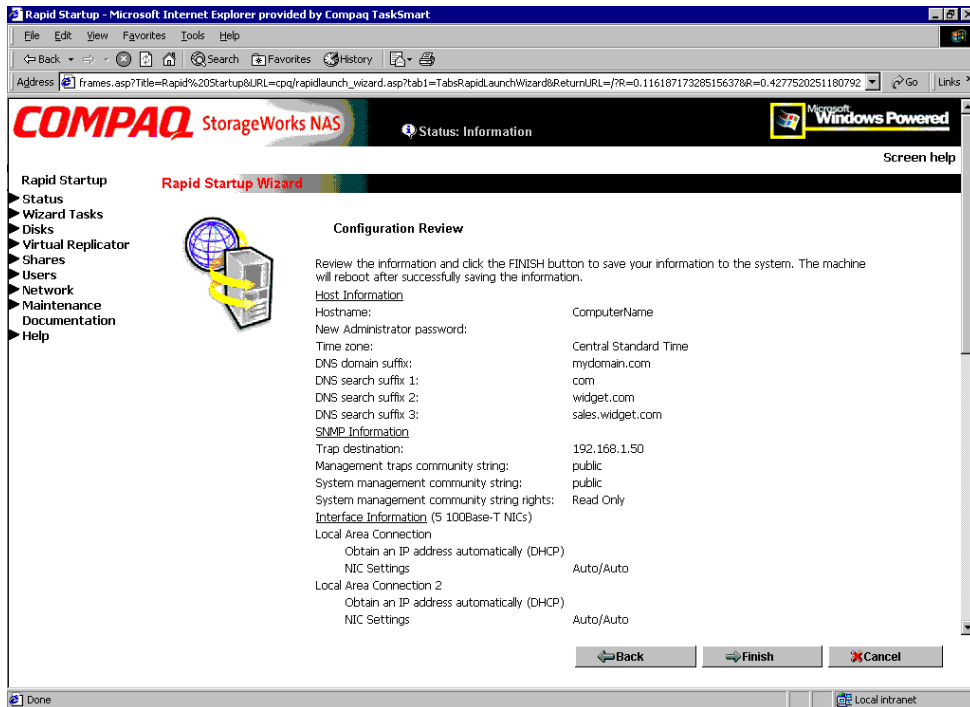 Rapid Startup - Microsoft Internet Explorer provided by Compaq TaskSmart
File Edit View Favorites Tools Help
Back Search Favorites History
Address frames.asp?Title=Rapid%20Startup&URL=cpq/rapidlaunch_wizard.asp?tab1=TabsRapidLaunchWizard&ReturnURL=/?R=0.116187173285156378&R=0.4277520251180792 Go Links »
COMPAQ StorageWorks NAS Status: Information Microsoft Windows Powered
Screen help
Rapid Startup
Status
Wizard Tasks
Disks
Virtual Replicator
Shares
Users
Network
Maintenance
Documentation
Help
Rapid Startup Wizard
Configuration Review
Review the information and click the FINISH button to save your information to the system. The machine
will reboot after successfully saving the information.
Host Information
Hostname: ComputerName
New Administrator password:
Time zone: Central Standard Time
DNS domain suffix: mydomain.com
DNS search suffix 1: com
DNS search suffix 2: widget.com
DNS search suffix 3: sales.widget.com
SNMP Information
Trap destination: 192.168.1.50
Management traps community string: public
System management community string: public
System management community string rights: Read Only
Interface Information (5 100Base-T NICs)
Local Area Connection
Obtain an IP address automatically (DHCP)
NIC Settings Auto/Auto
Local Area Connection 2
Obtain an IP address automatically (DHCP)
NIC Settings Auto/Auto
Back Finish Cancel
Done Local intranet